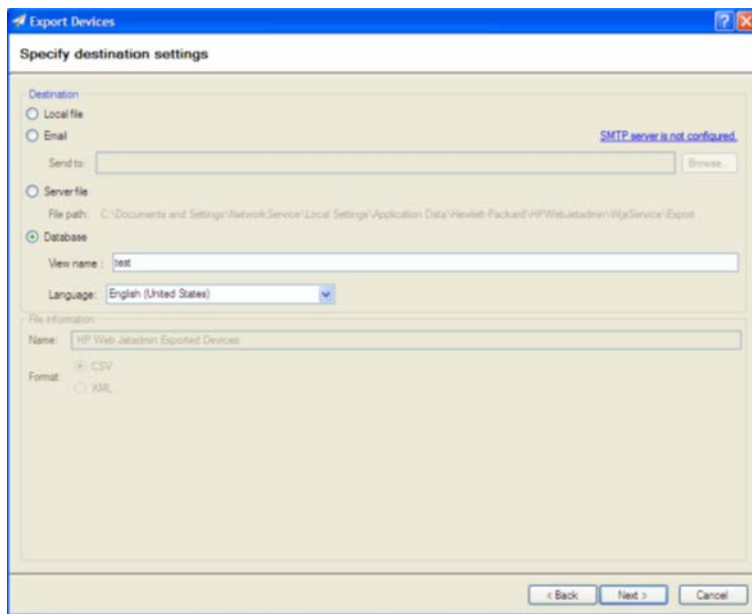 Export Devices
Specify destination settings
Destination
Local file
Email
SMTP server is not configured.
Send to:
Browse...
Server file
File path: C:\Documents and Settings\NetworkService\Local Settings\Application Data\Hewlett-Packard\HPWebJetadmin\WjaService\Export
Database
View name : test
Language: English (United States)
File information
Name: HP Web Jetadmin Exported Devices
Format: CSV
XML
< Back Next > Cancel